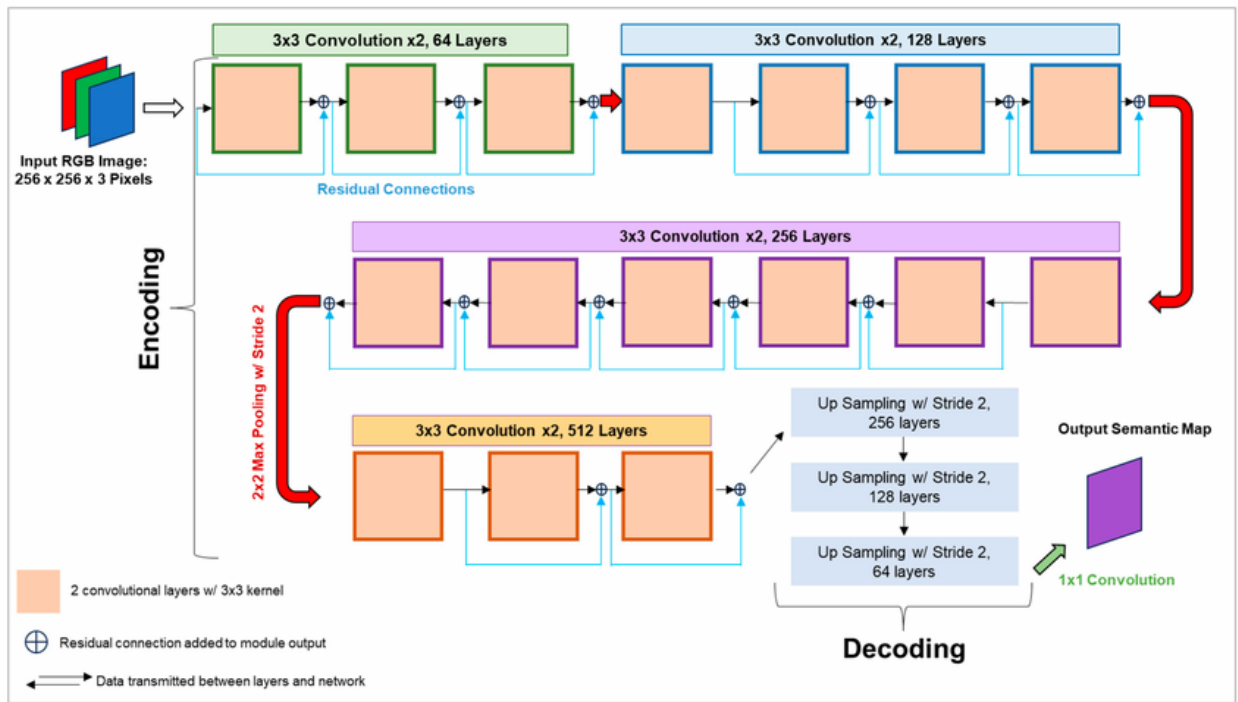 3x3 Convolution x2, 64 Layers
3x3 Convolution x2, 128 Layers
Input RGB Image:
256 x 256 x 3 Pixels
Residual Connections
Encoding
3x3 Convolution x2, 256 Layers
2x2 Max Pooling w/ Stride 2
3x3 Convolution x2, 512 Layers
Up Sampling w/ Stride 2,
256 layers
Up Sampling w/ Stride 2,
128 layers
Up Sampling w/ Stride 2,
64 layers
Output Semantic Map
1x1 Convolution
Decoding
2 convolutional layers w/ 3x3 kernel
Residual connection added to module output
Data transmitted between layers and network